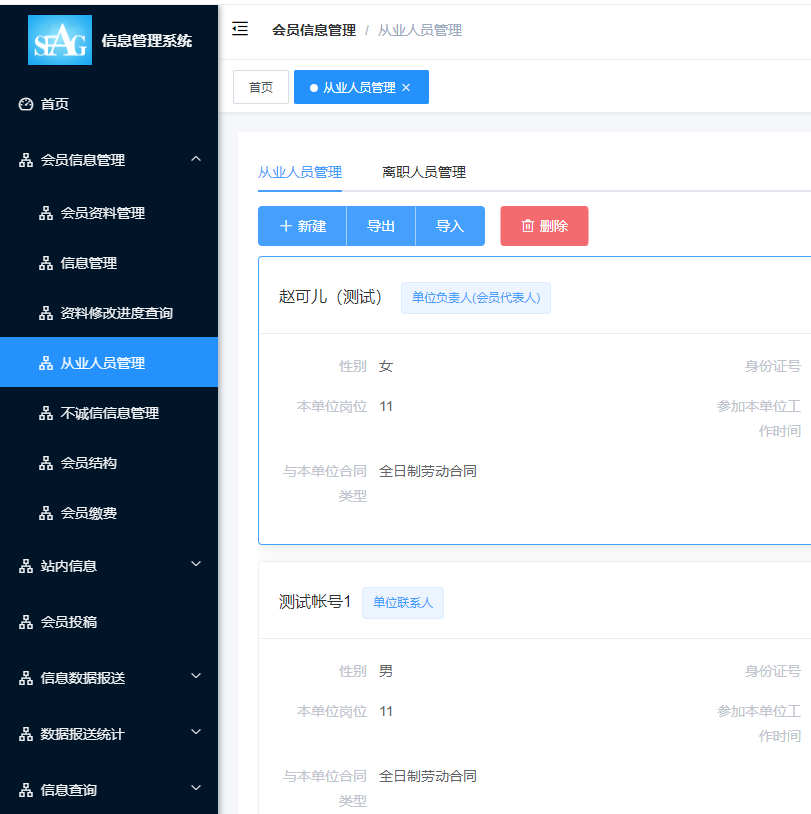 SFAG 信息管理系统
首页
会员信息管理
会员资料管理
信息管理
资料修改进度查询
从业人员管理
不诚信信息管理
会员结构
会员缴费
站内信息
会员投稿
信息数据报送
数据报送统计
信息查询
会员信息管理 / 从业人员管理
首页 从业人员管理 ×
从业人员管理 离职人员管理
+ 新建 导出 导入 删除
赵可儿（测试） 单位负责人(会员代表人)
性别 女 身份证号
本单位岗位 11 参加本单位工
作时间
与本单位合同 全日制劳动合同
类型
测试帐号1 单位联系人
性别 男 身份证号
本单位岗位 11 参加本单位工
作时间
与本单位合同 全日制劳动合同
类型